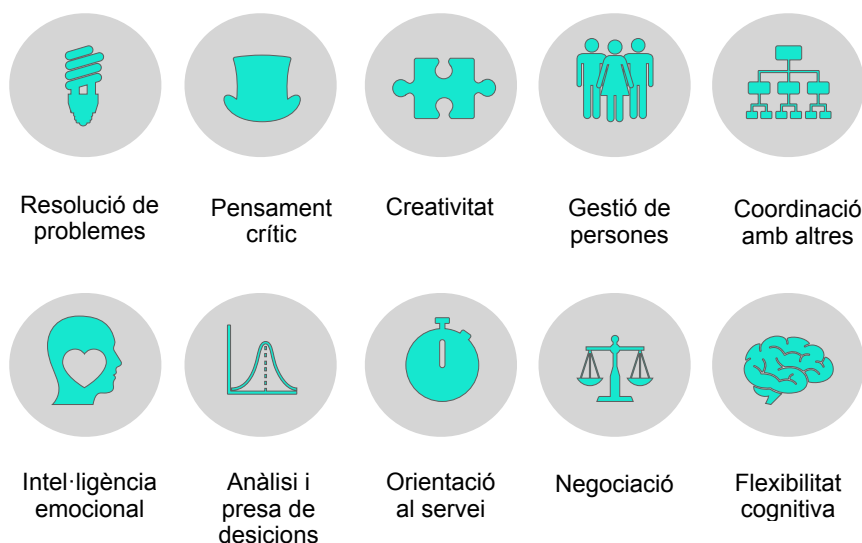 Resolució de
problemes
Pensament
crític
Creativitat
Gestió de
persones
Coordinació
amb altres
Intel·ligència
emocional
Anàlisi i
presa de
desicions
Orientació
al servei
Negociació
Flexibilitat
cognitiva